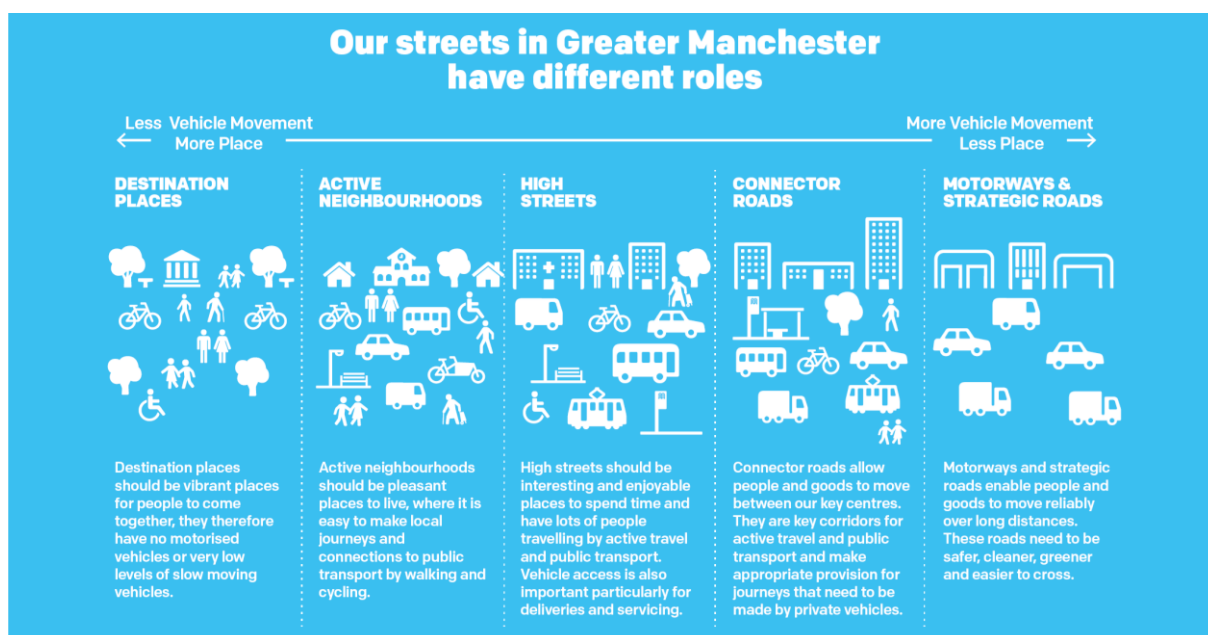 Our streets in Greater Manchester
have different roles
Less Vehicle Movement
More Place
More Vehicle Movement
Less Place
DESTINATION
PLACES
Destination places
should be vibrant places
for people to come
together, they therefore
have no motorised
vehicles or very low
levels of slow moving
vehicles.
ACTIVE
NEIGHBOURHOODS
Active neighbourhoods
should be pleasant
places to live, where it is
easy to make local
journeys and
connections to public
transport by walking and
cycling.
HIGH
STREETS
High streets should be
interesting and enjoyable
places to spend time and
have lots of people
travelling by active travel
and public transport.
Vehicle access is also
important particularly for
deliveries and servicing.
CONNECTOR
ROADS
Connector roads allow
people and goods to move
between our key centres.
They are key corridors for
active travel and public
transport and make
appropriate provision for
journeys that need to be
made by private vehicles.
MOTORWAYS &
STRATEGIC ROADS
Motorways and strategic
roads enable people and
goods to move reliably
over long distances.
These roads need to be
safer, cleaner, greener
and easier to cross.